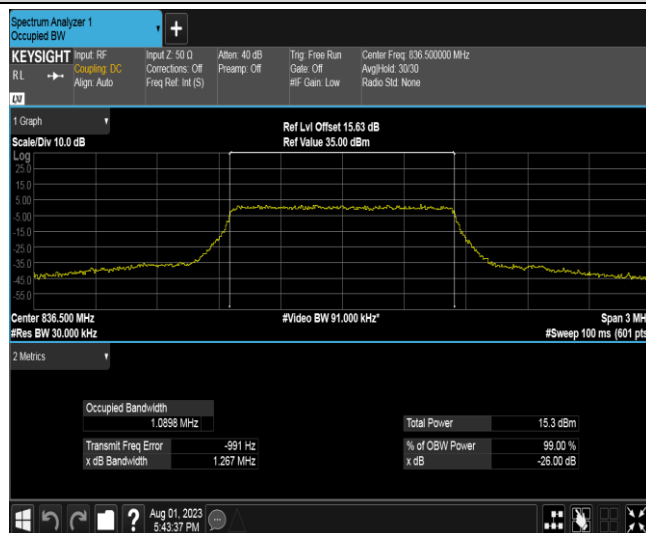 Spectrum Analyzer 1
Occupied BW
+
KEYSIGHT Input: RF Input Z: 50 Ω Atten: 40 dB Trig: Free Run Center Freq: 836.500000 MHz
RL Coupling: DC Corrections: Off Preamp: Off Gate: Off Avg|Hold: 30/30
Align: Auto Freq Ref: Int (S) #IF Gain: Low Radio Std: None
LXI
1 Graph Ref Lvl Offset 15.63 dB
Scale/Div 10.0 dB Ref Value 35.00 dBm
Log
25.0
15.0
5.00
-5.00
-15.0
-25.0
-35.0
-45.0
-55.0
Center 836.500 MHz #Video BW 91.000 kHz* Span 3 MH
#Res BW 30.000 kHz #Sweep 100 ms (601 pts
2 Metrics
Occupied Bandwidth
1.0898 MHz Total Power 15.3 dBm
Transmit Freq Error -991 Hz % of OBW Power 99.00 %
x dB Bandwidth 1.267 MHz x dB -26.00 dB
? Aug 01, 2023
5:43:37 PM